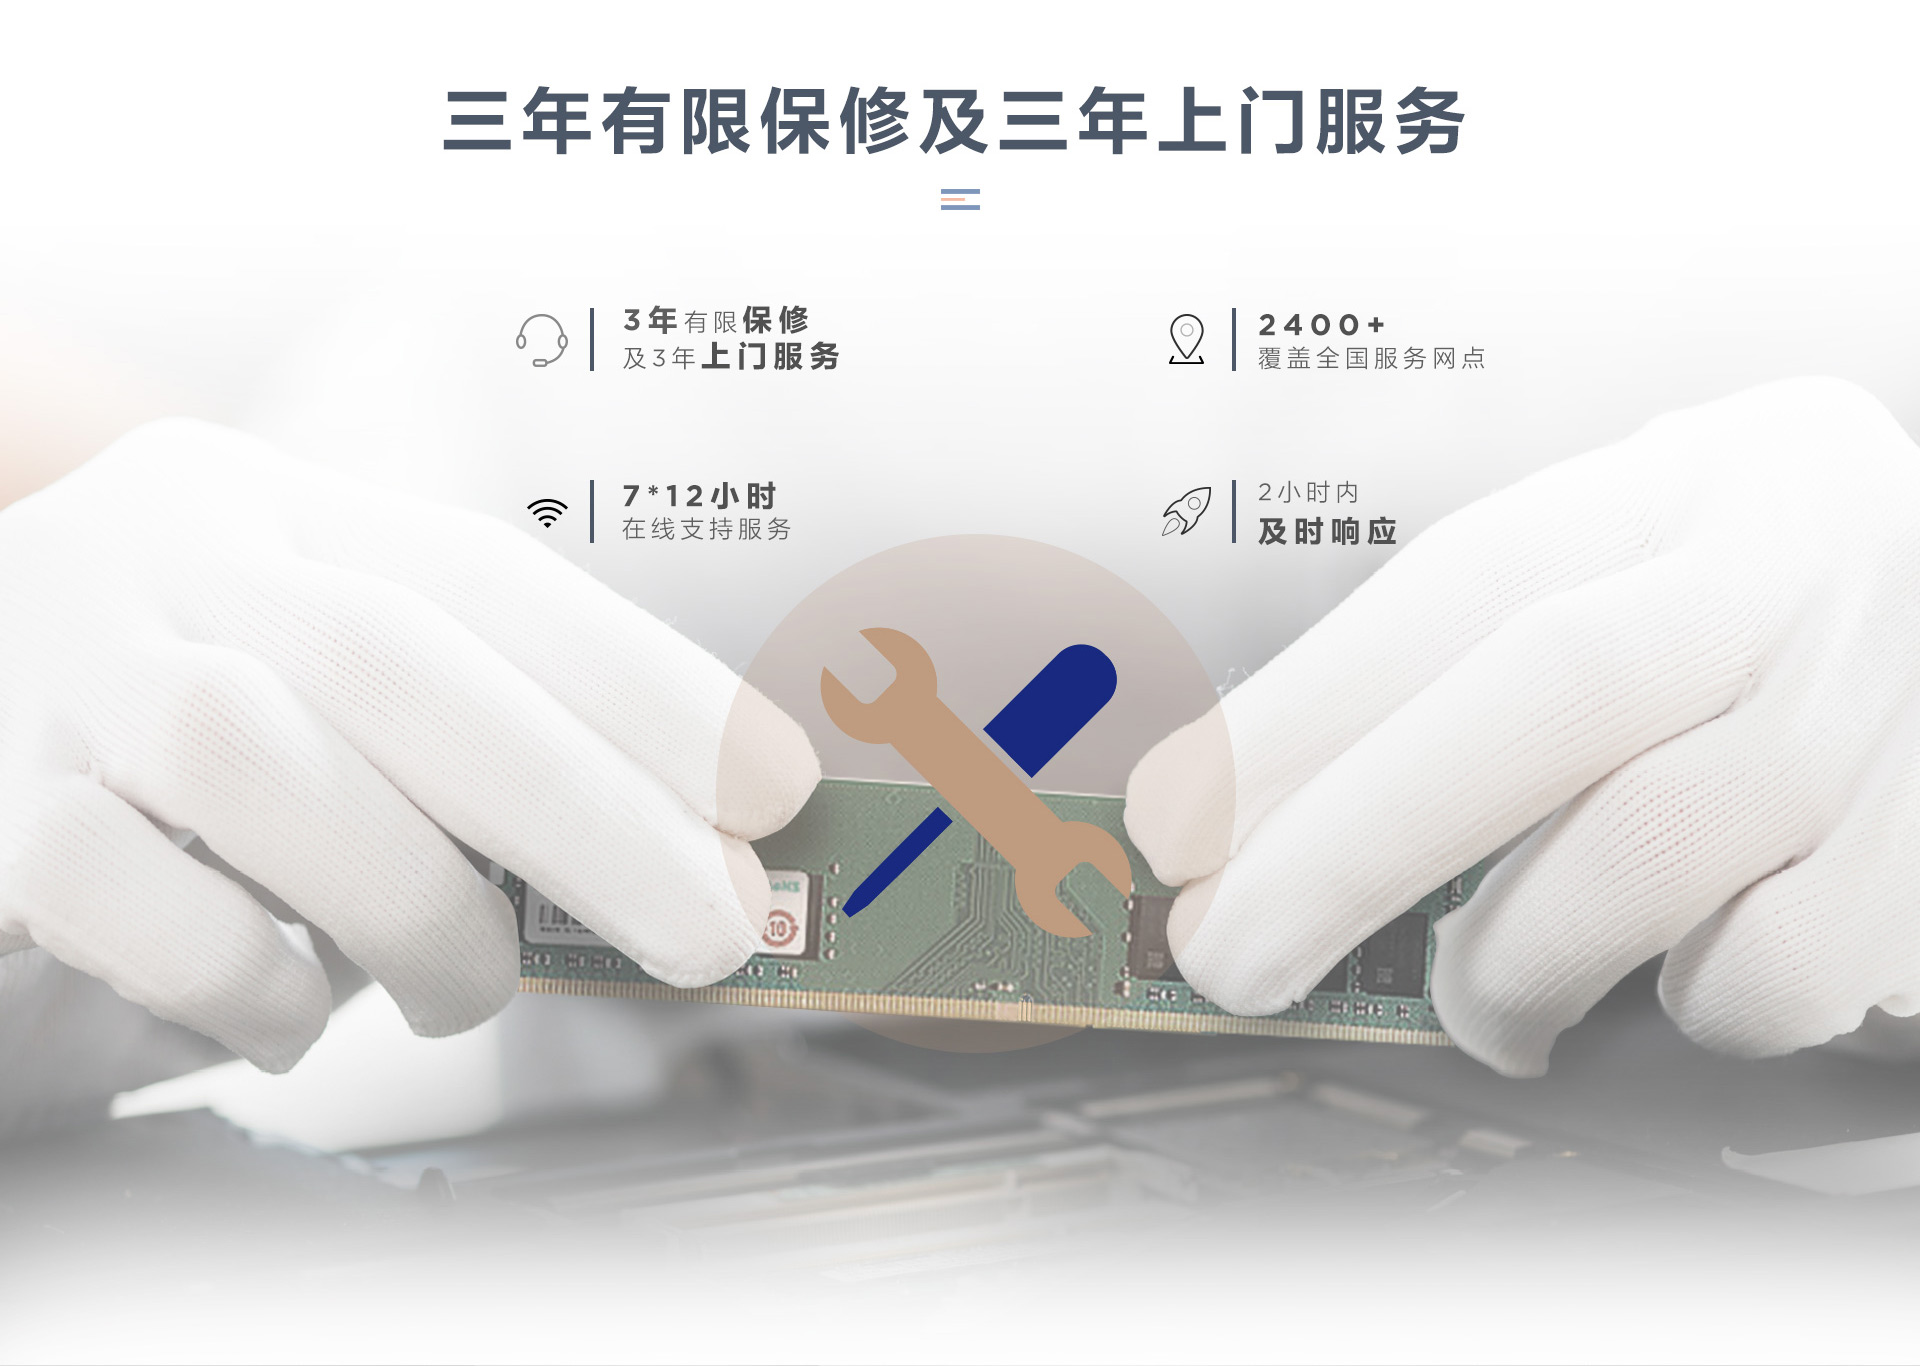 三年有限保修及三年上门服务
3年有限保修
及3年上门服务
2400+
覆盖全国服务网点
7*12小时
在线支持服务
2小时内
及时响应
10